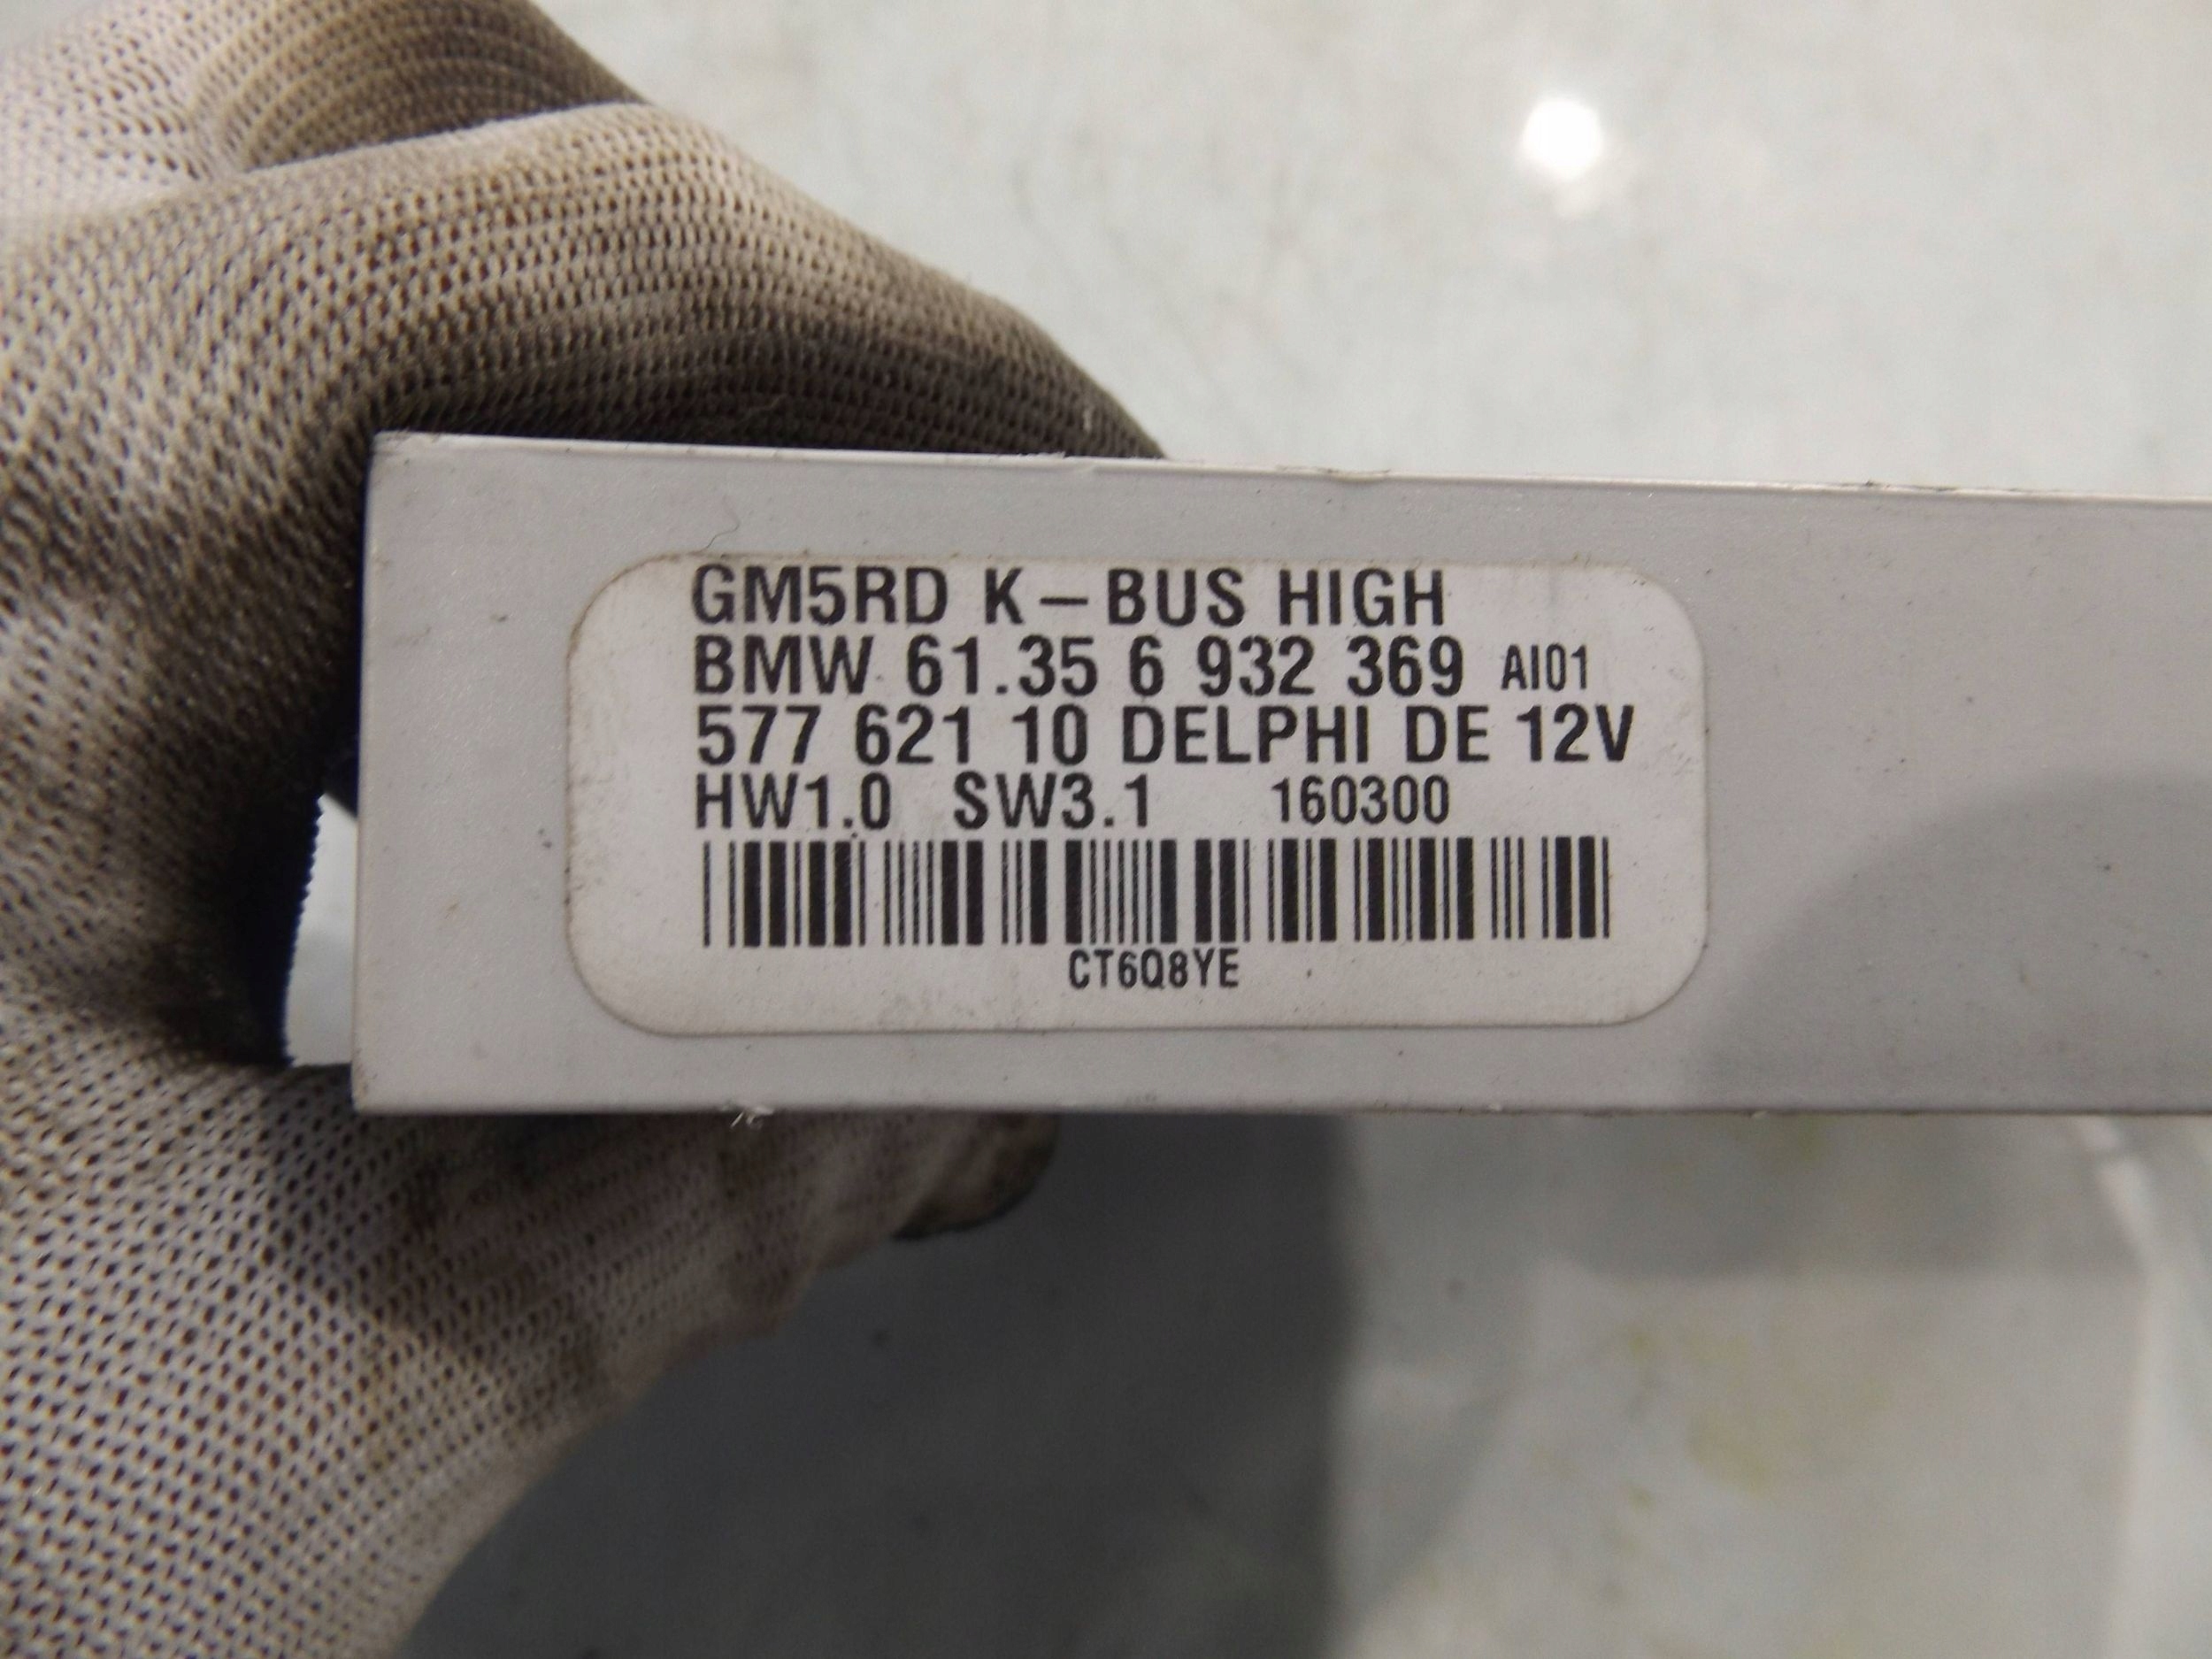 GM5RD K-BUS HIGH
BMW 61.35 6 932 369 AI01
577 621 10 DELPHI DE 12V
HW1.0 SW3.1 160300
CT6Q8YE